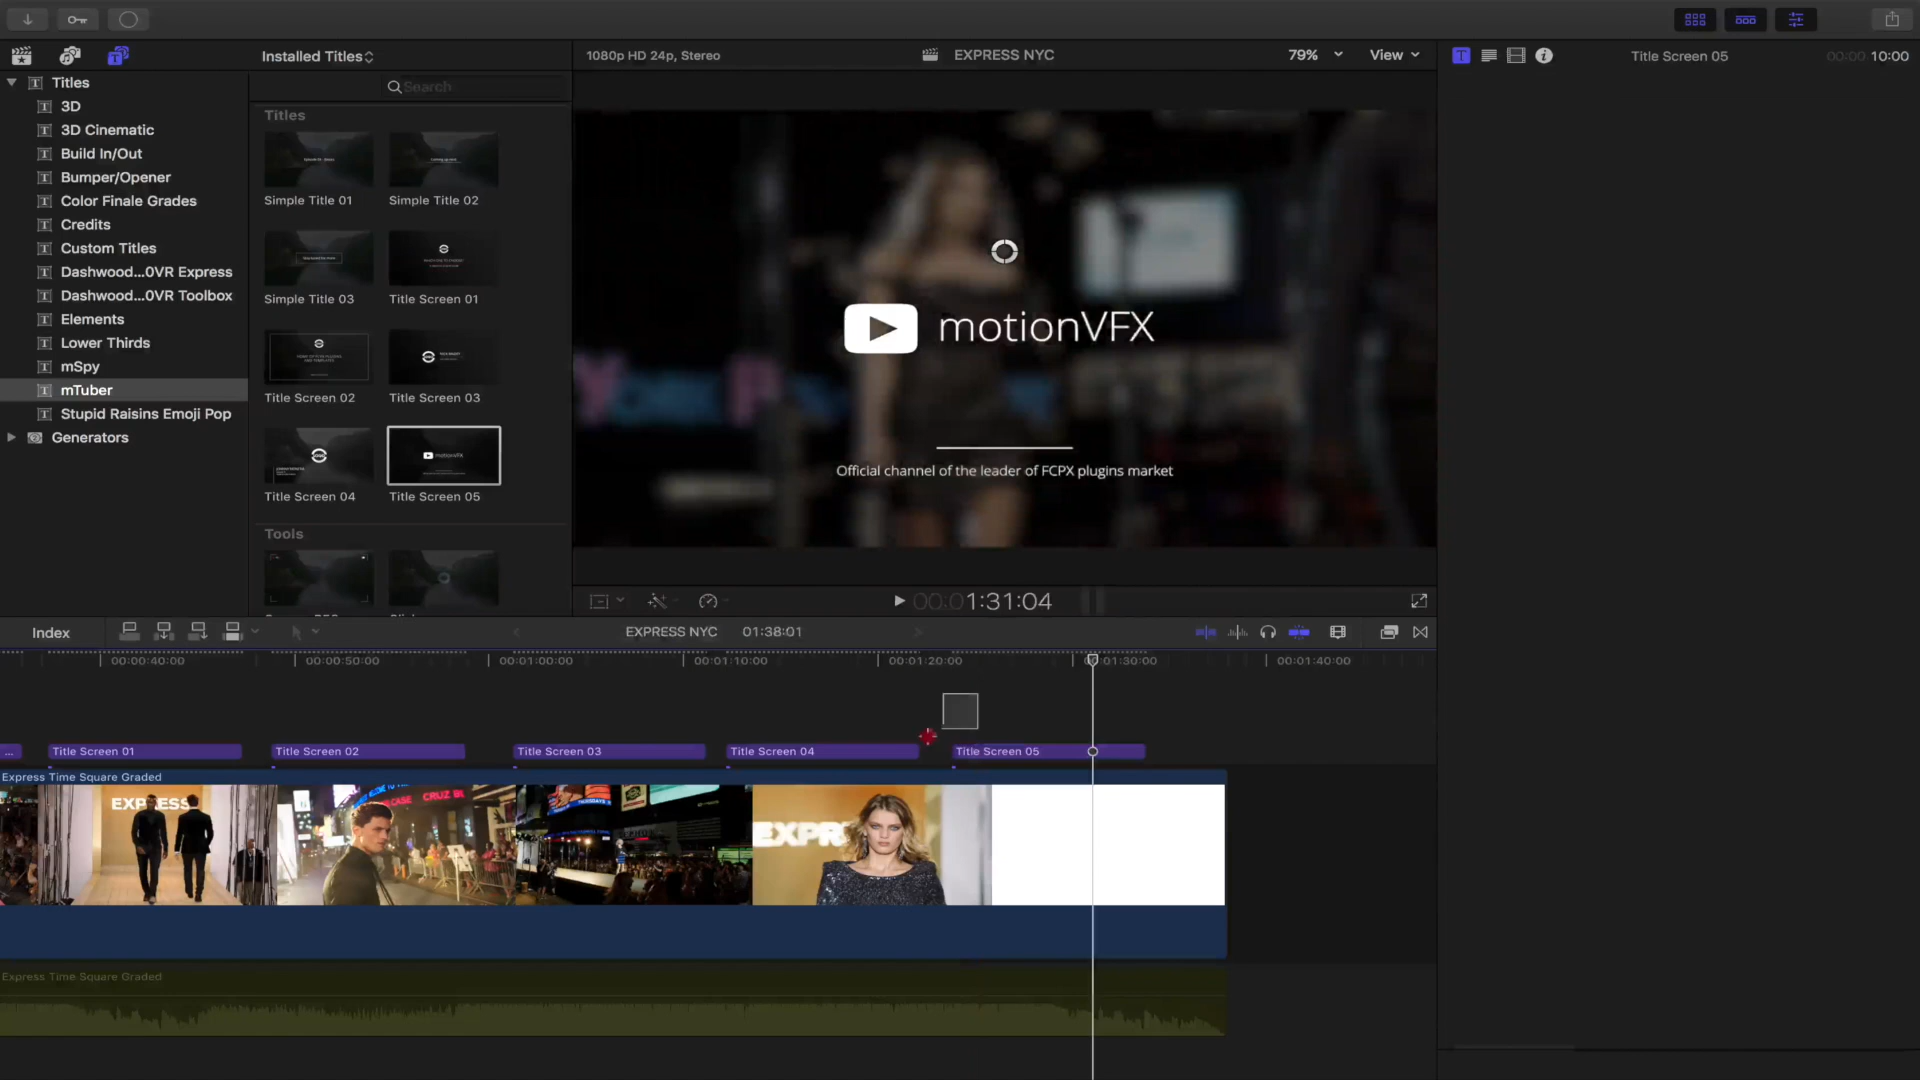 Installed Titles
1080p HD 24p, Stereo
EXPRESS NYC
79%
View
Title Screen 05
00:00 10:00
Titles
3D
3D Cinematic
Build In/Out
Bumper/Opener
Color Finale Grades
Credits
Custom Titles
Dashwood...0VR Express
Dashwood...0VR Toolbox
Elements
Lower Thirds
mSpy
mTuber
Stupid Raisins Emoji Pop
Generators
Search
Titles
Simple Title 01
Simple Title 02
Simple Title 03
Title Screen 01
Title Screen 02
Title Screen 03
Title Screen 04
motionVFX
Title Screen 05
Tools
motionVFX
Official channel of the leader of FCPX plugins market
00:01:31:04
Index
EXPRESS NYC
01:38:01
00:00:40:00
00:00:50:00
00:01:00:00
00:01:10:00
00:01:20:00
00:01:30:00
00:01:40:00
...
Title Screen 01
Title Screen 02
Title Screen 03
Title Screen 04
Title Screen 05
Express Time Square Graded
EXPRESS
CRUZ
EXPR
Express Time Square Graded